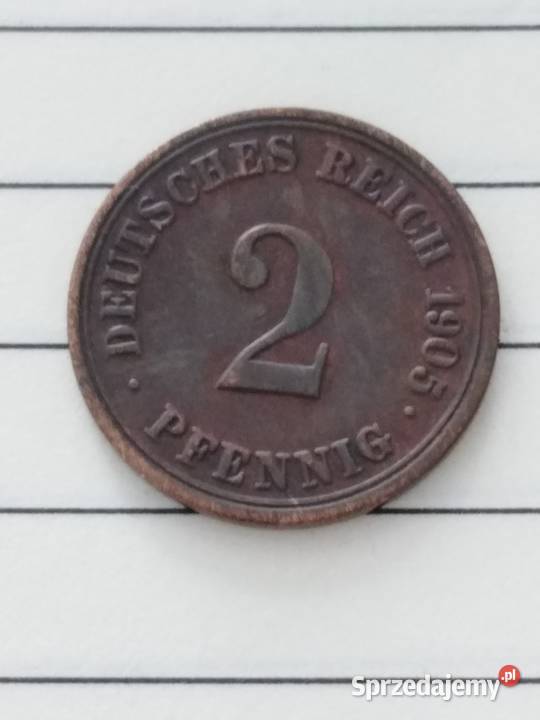 DEUTSCHES REICH 1905
2
PFENNIG
Sprzedajemy.pl